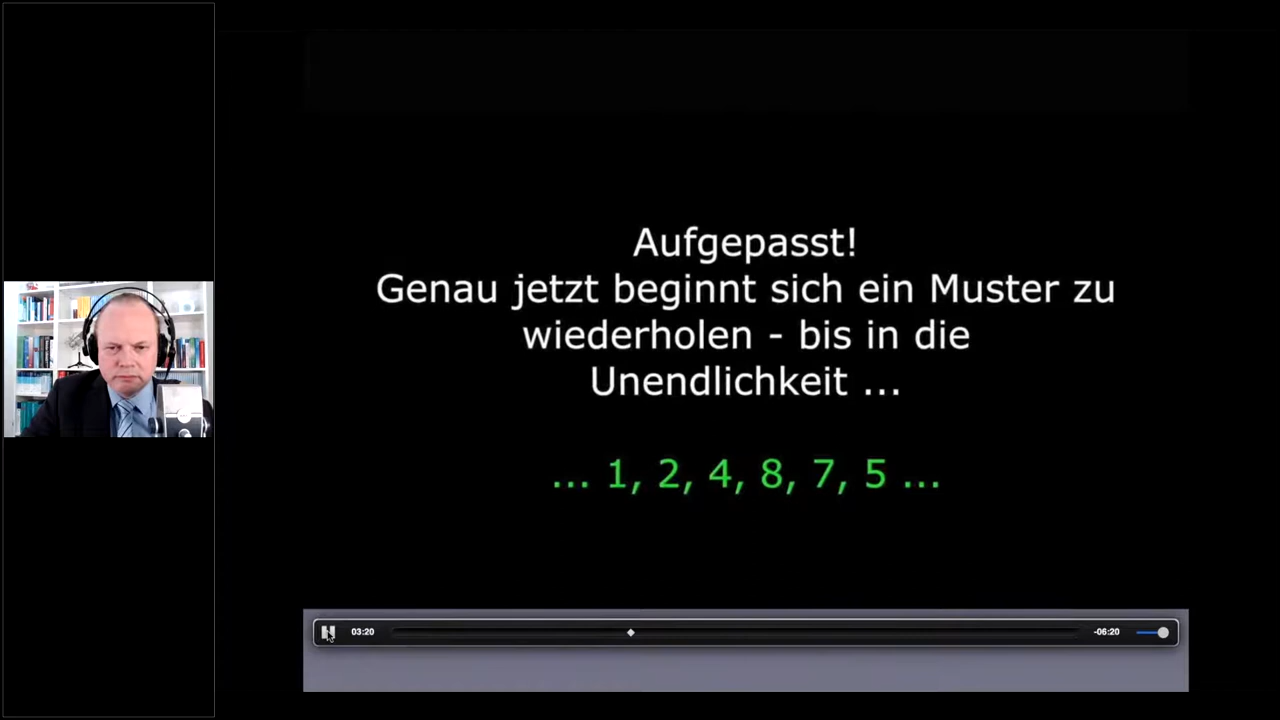 Aufgepasst!
Genau jetzt beginnt sich ein Muster zu
wiederholen - bis in die
Unendlichkeit ...
... 1, 2, 4, 8, 7, 5 ...
03:20
-06:20